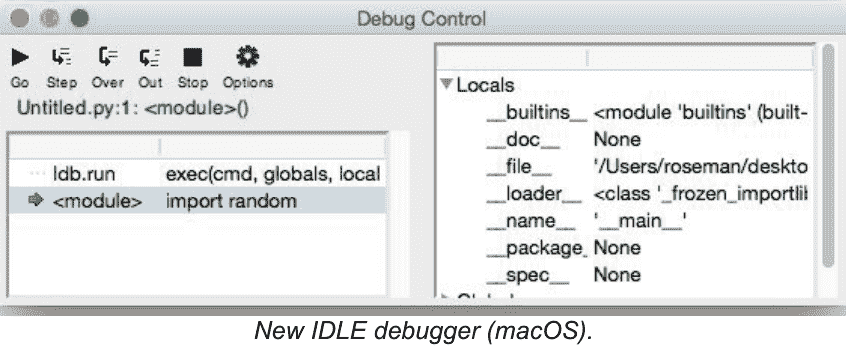 Debug Control
Go Step Over Out Stop Options
Untitled.py:1: <module>()
ldb.run exec(cmd, globals, local
<module> import random
Locals
__builtins__ <module 'builtins' (built-
__doc__ None
__file__ '/Users/roseman/deskto
__loader__ <class '_frozen_importlib
__name__ '__main__'
__package_ None
__spec__ None
New IDLE debugger (macOS).